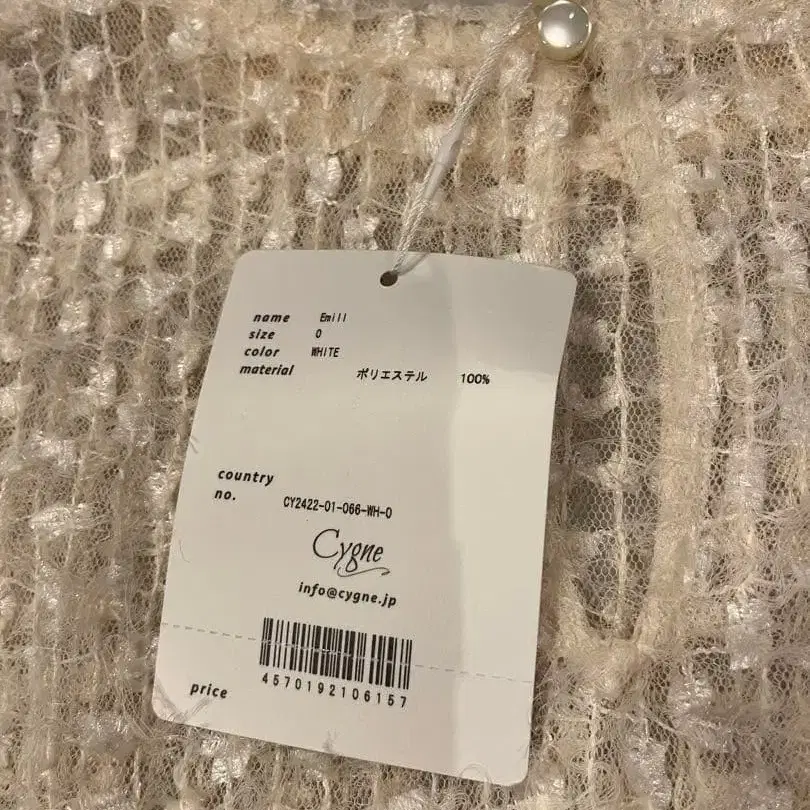 name Emill
size 0
color WHITE
material ポリエステル 100%
country
no. CY2422-01-066-WH-0
Cygne
info@cygne.jp
4570192106157
price